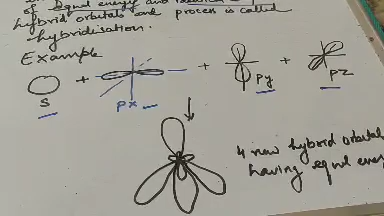 of equal energy and
hybrid orbitals and process is called
hybridisation.
Example
S + px + py + pz
4 new hybrid orbital
having equal energ